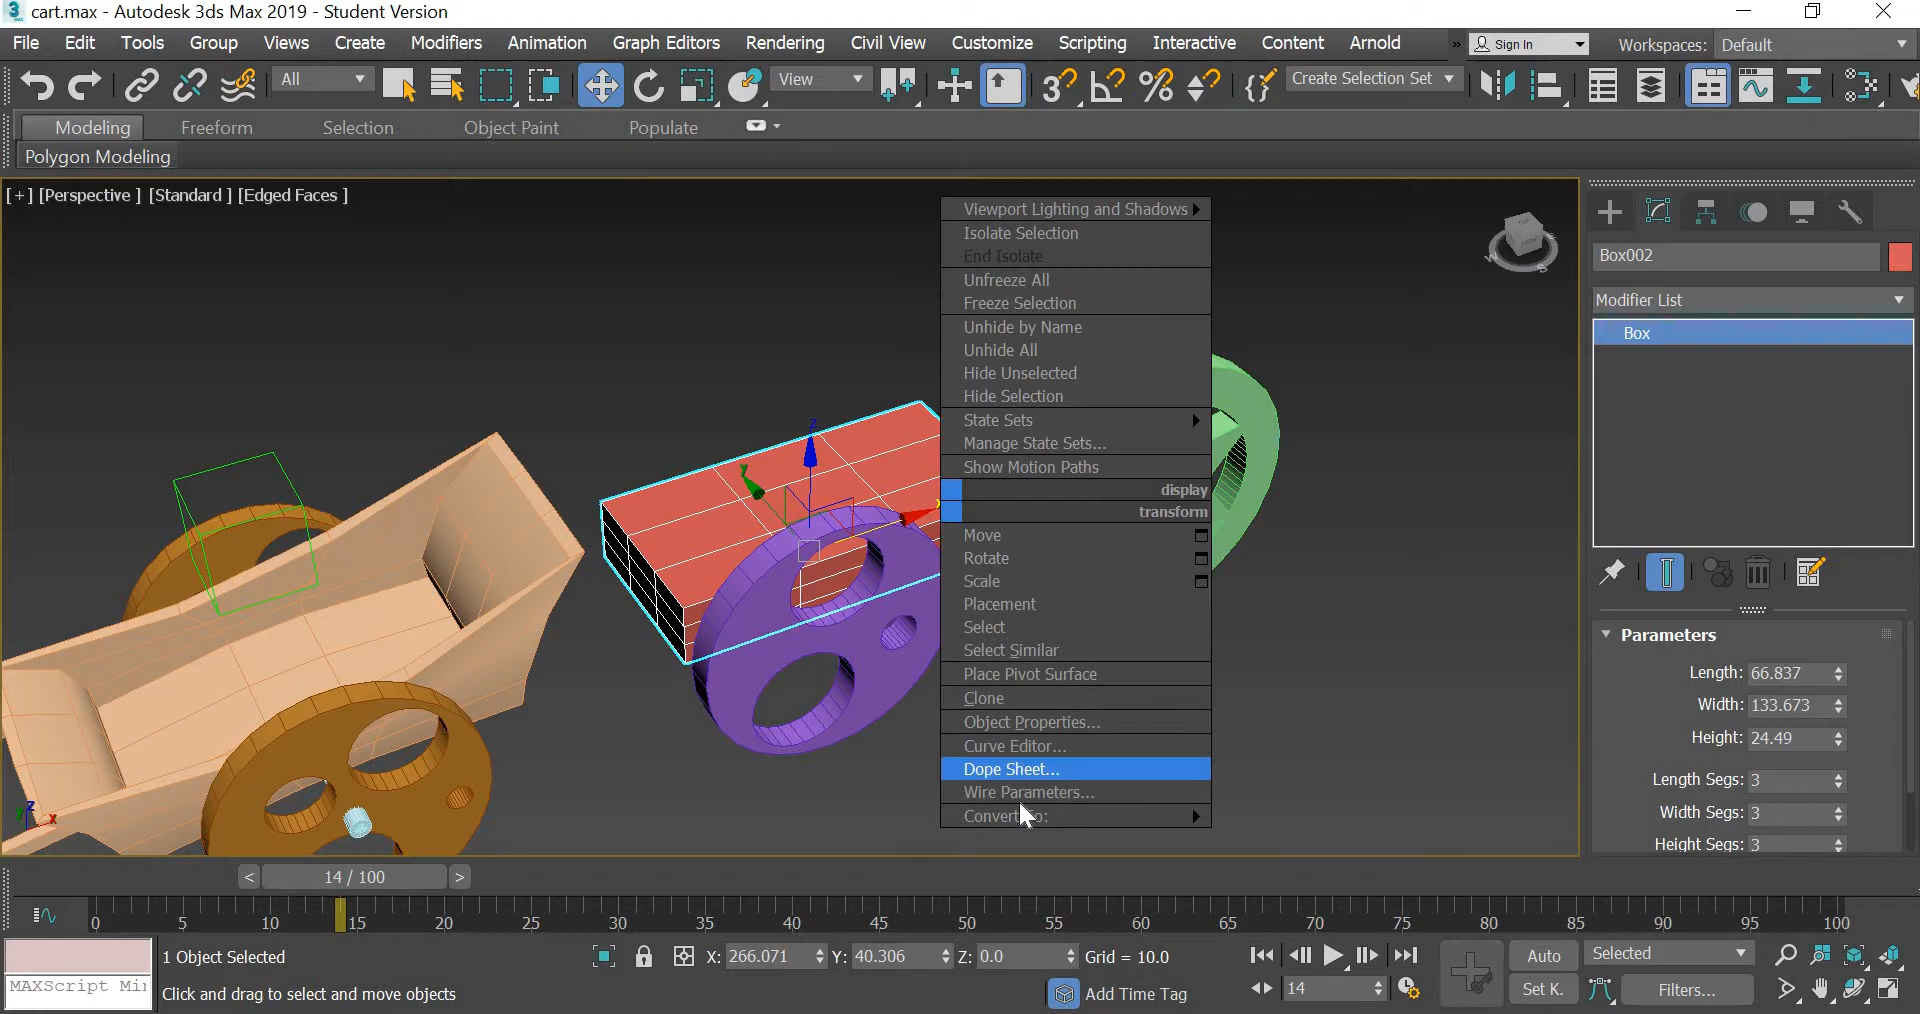 cart.max - Autodesk 3ds Max 2019 - Student Version
File Edit Tools Group Views Create Modifiers Animation Graph Editors Rendering Civil View Customize Scripting Interactive Content Arnold » Sign In Workspaces: Default
All View Create Selection Set
Modeling Freeform Selection Object Paint Populate
Polygon Modeling
[+] [Perspective ] [Standard ] [Edged Faces ]
Viewport Lighting and Shadows
Isolate Selection
End Isolate
Unfreeze All
Freeze Selection
Unhide by Name
Unhide All
Hide Unselected
Hide Selection
State Sets
Manage State Sets...
Show Motion Paths
display
transform
Move
Rotate
Scale
Placement
Select
Select Similar
Place Pivot Surface
Clone
Object Properties...
Curve Editor...
Dope Sheet...
Wire Parameters...
Convert To:
Box002
Modifier List
Box
Parameters
Length: 66.837
Width: 133.673
Height: 24.49
Length Segs: 3
Width Segs: 3
Height Segs: 3
< 14 / 100 >
0 5 10 15 20 25 30 35 40 45 50 55 60 65 70 75 80 85 90 95 100
1 Object Selected X: 266.071 Y: 40.306 Z: 0.0 Grid = 10.0 Auto Selected
MAXScript Mi
Click and drag to select and move objects Add Time Tag 14 Set K. Filters...